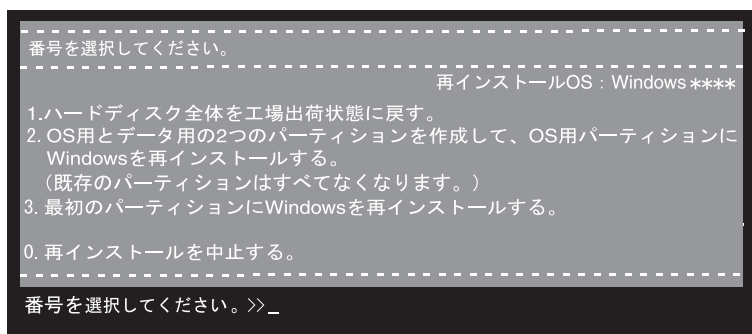 番号を選択してください。
再インストールOS：Windows****
1.ハードディスク全体を工場出荷状態に戻す。
2. OS用とデータ用の2つのパーティションを作成して、OS用パーティションに
Windowsを再インストールする。
（既存のパーティションはすべてなくなります。）
3. 最初のパーティションにWindowsを再インストールする。
0. 再インストールを中止する。
番号を選択してください。>>_